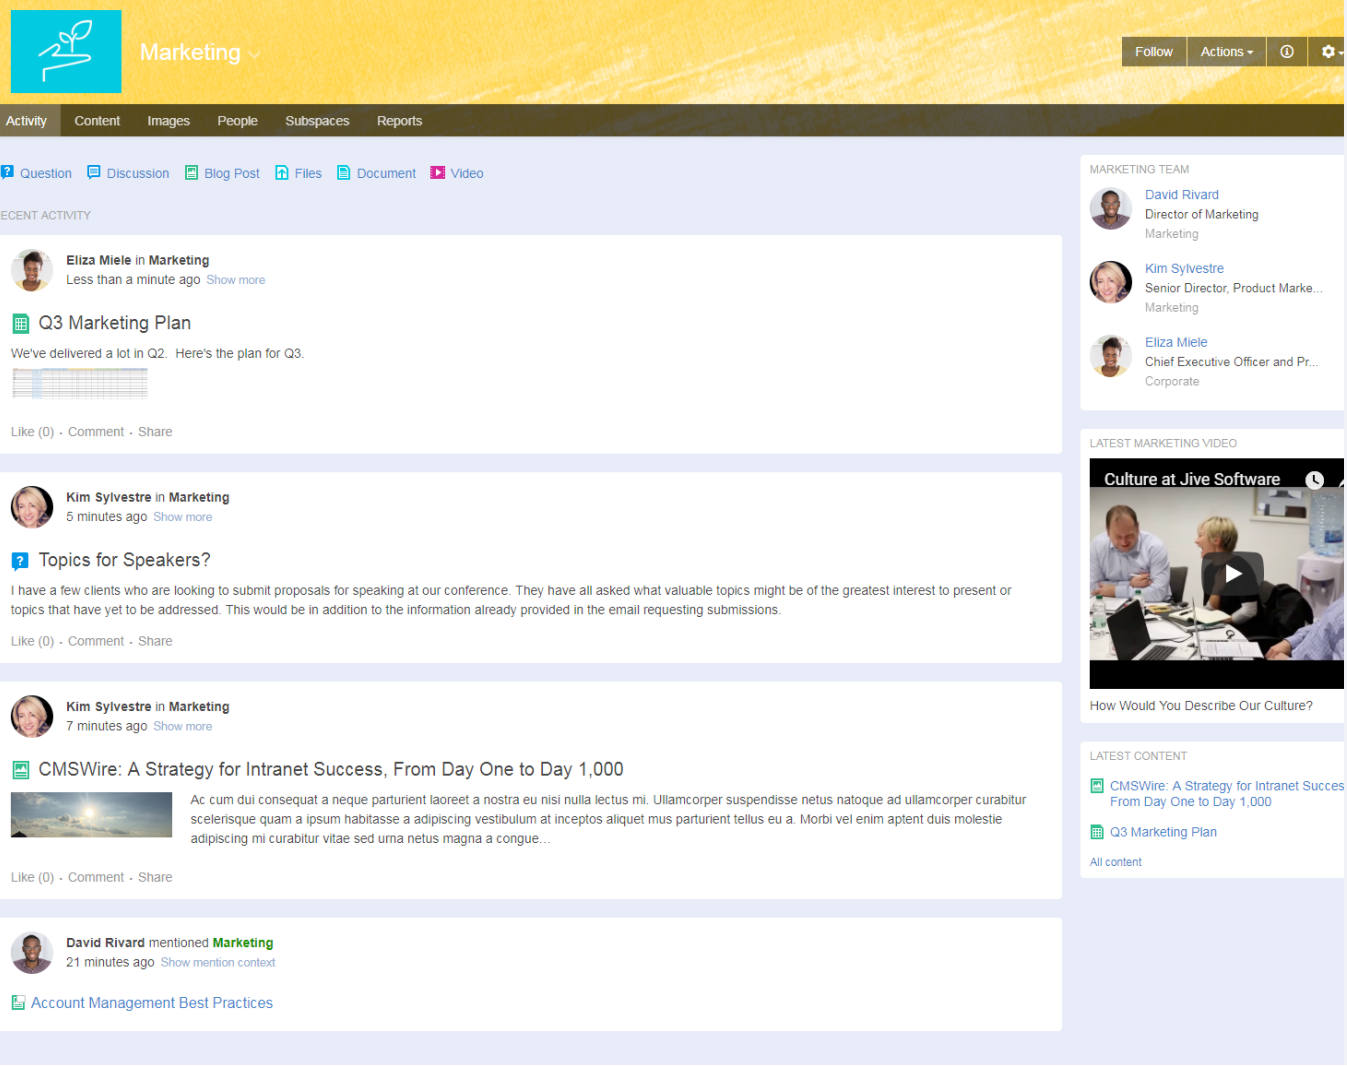 Marketing
Follow
Actions
Activity
Content
Images
People
Subspaces
Reports
Question
Discussion
Blog Post
Files
Document
Video
ECENT ACTIVITY
Eliza Miele in Marketing
Less than a minute ago Show more
Q3 Marketing Plan
We've delivered a lot in Q2. Here's the plan for Q3.
Like (0) · Comment · Share
Kim Sylvestre in Marketing
5 minutes ago Show more
Topics for Speakers?
I have a few clients who are looking to submit proposals for speaking at our conference. They have all asked what valuable topics might be of the greatest interest to present or
topics that have yet to be addressed. This would be in addition to the information already provided in the email requesting submissions.
Like (0) · Comment · Share
Kim Sylvestre in Marketing
7 minutes ago Show more
CMSWire: A Strategy for Intranet Success, From Day One to Day 1,000
Ac cum dui consequat a neque parturient laoreet a nostra eu nisi nulla lectus mi. Ullamcorper suspendisse netus natoque ad ullamcorper curabitur
scelerisque quam a ipsum habitasse a adipiscing vestibulum at inceptos aliquet mus parturient tellus eu a. Morbi vel enim aptent duis molestie
adipiscing mi curabitur vitae sed urna netus magna a congue...
Like (0) · Comment · Share
David Rivard mentioned Marketing
21 minutes ago Show mention context
Account Management Best Practices
MARKETING TEAM
David Rivard
Director of Marketing
Marketing
Kim Sylvestre
Senior Director, Product Marke...
Marketing
Eliza Miele
Chief Executive Officer and Pr...
Corporate
LATEST MARKETING VIDEO
Culture at Jive Software
How Would You Describe Our Culture?
LATEST CONTENT
CMSWire: A Strategy for Intranet Succes
From Day One to Day 1,000
Q3 Marketing Plan
All content